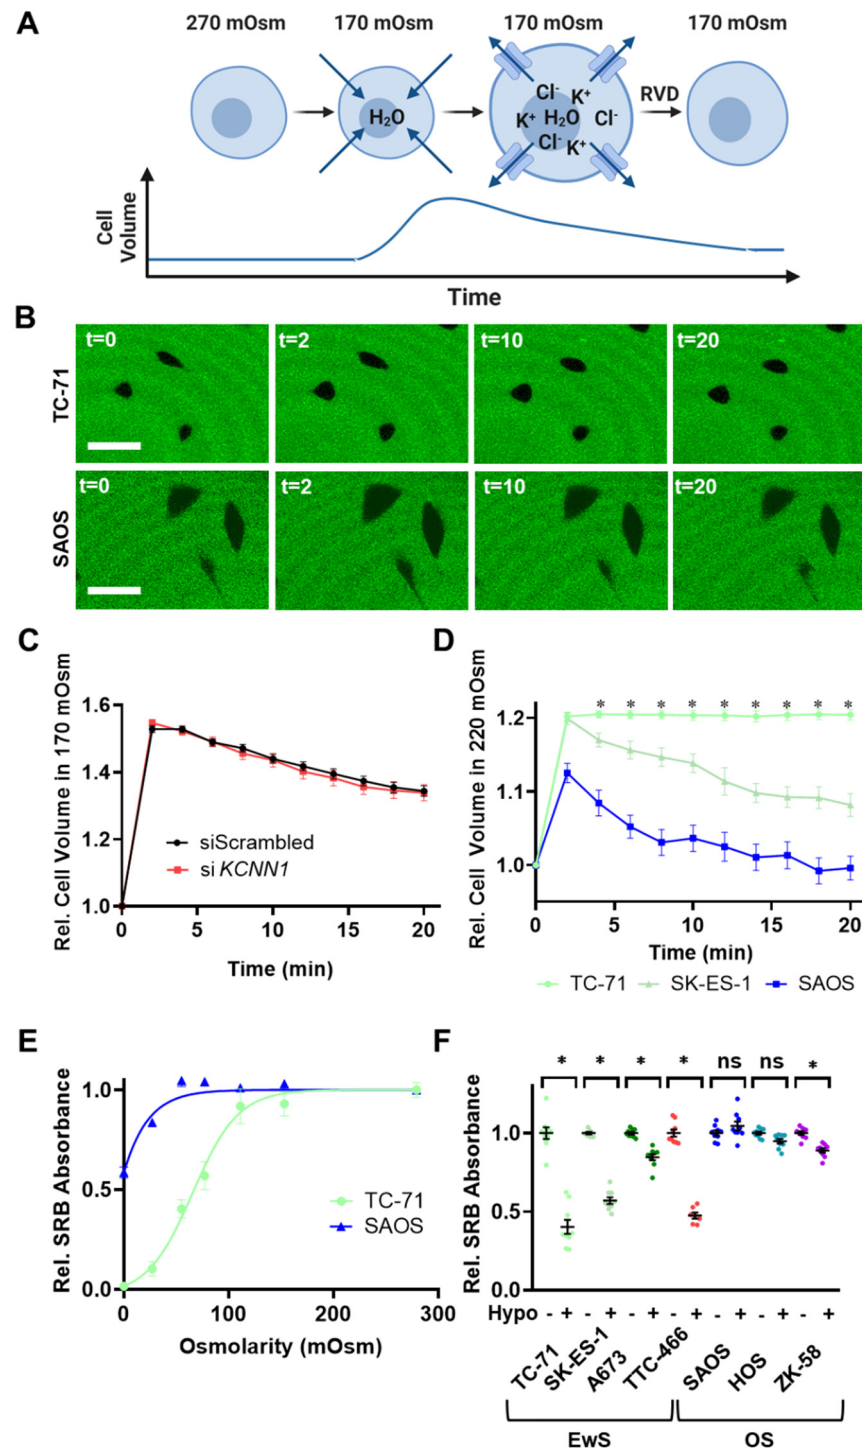 A
270 mOsm 170 mOsm 170 mOsm 170 mOsm
H₂O
Cl⁻ K⁺
K⁺ H₂O Cl⁻
Cl⁻ K⁺
RVD
Cell
Volume
Time
B
TC-71
t=0 t=2 t=10 t=20
SAOS
t=0 t=2 t=10 t=20
C
Rel. Cell Volume in 170 mOsm
1.6
1.4
1.2
1.0
siScrambled
si KCNN1
0 5 10 15 20
Time (min)
D
Rel. Cell Volume in 220 mOsm
* * * * * * * * *
1.2
1.1
1.0
0 5 10 15 20
Time (min)
TC-71 SK-ES-1 SAOS
E
Rel. SRB Absorbance
1.0
0.5
0.0
TC-71
SAOS
0 100 200 300
Osmolarity (mOsm)
F
Rel. SRB Absorbance
* * * * ns ns *
1.0
0.5
0.0
Hypo - + - + - + - + - + - + - +
TC-71 SK-ES-1 A673 TTC-466 SAOS HOS ZK-58
EwS OS